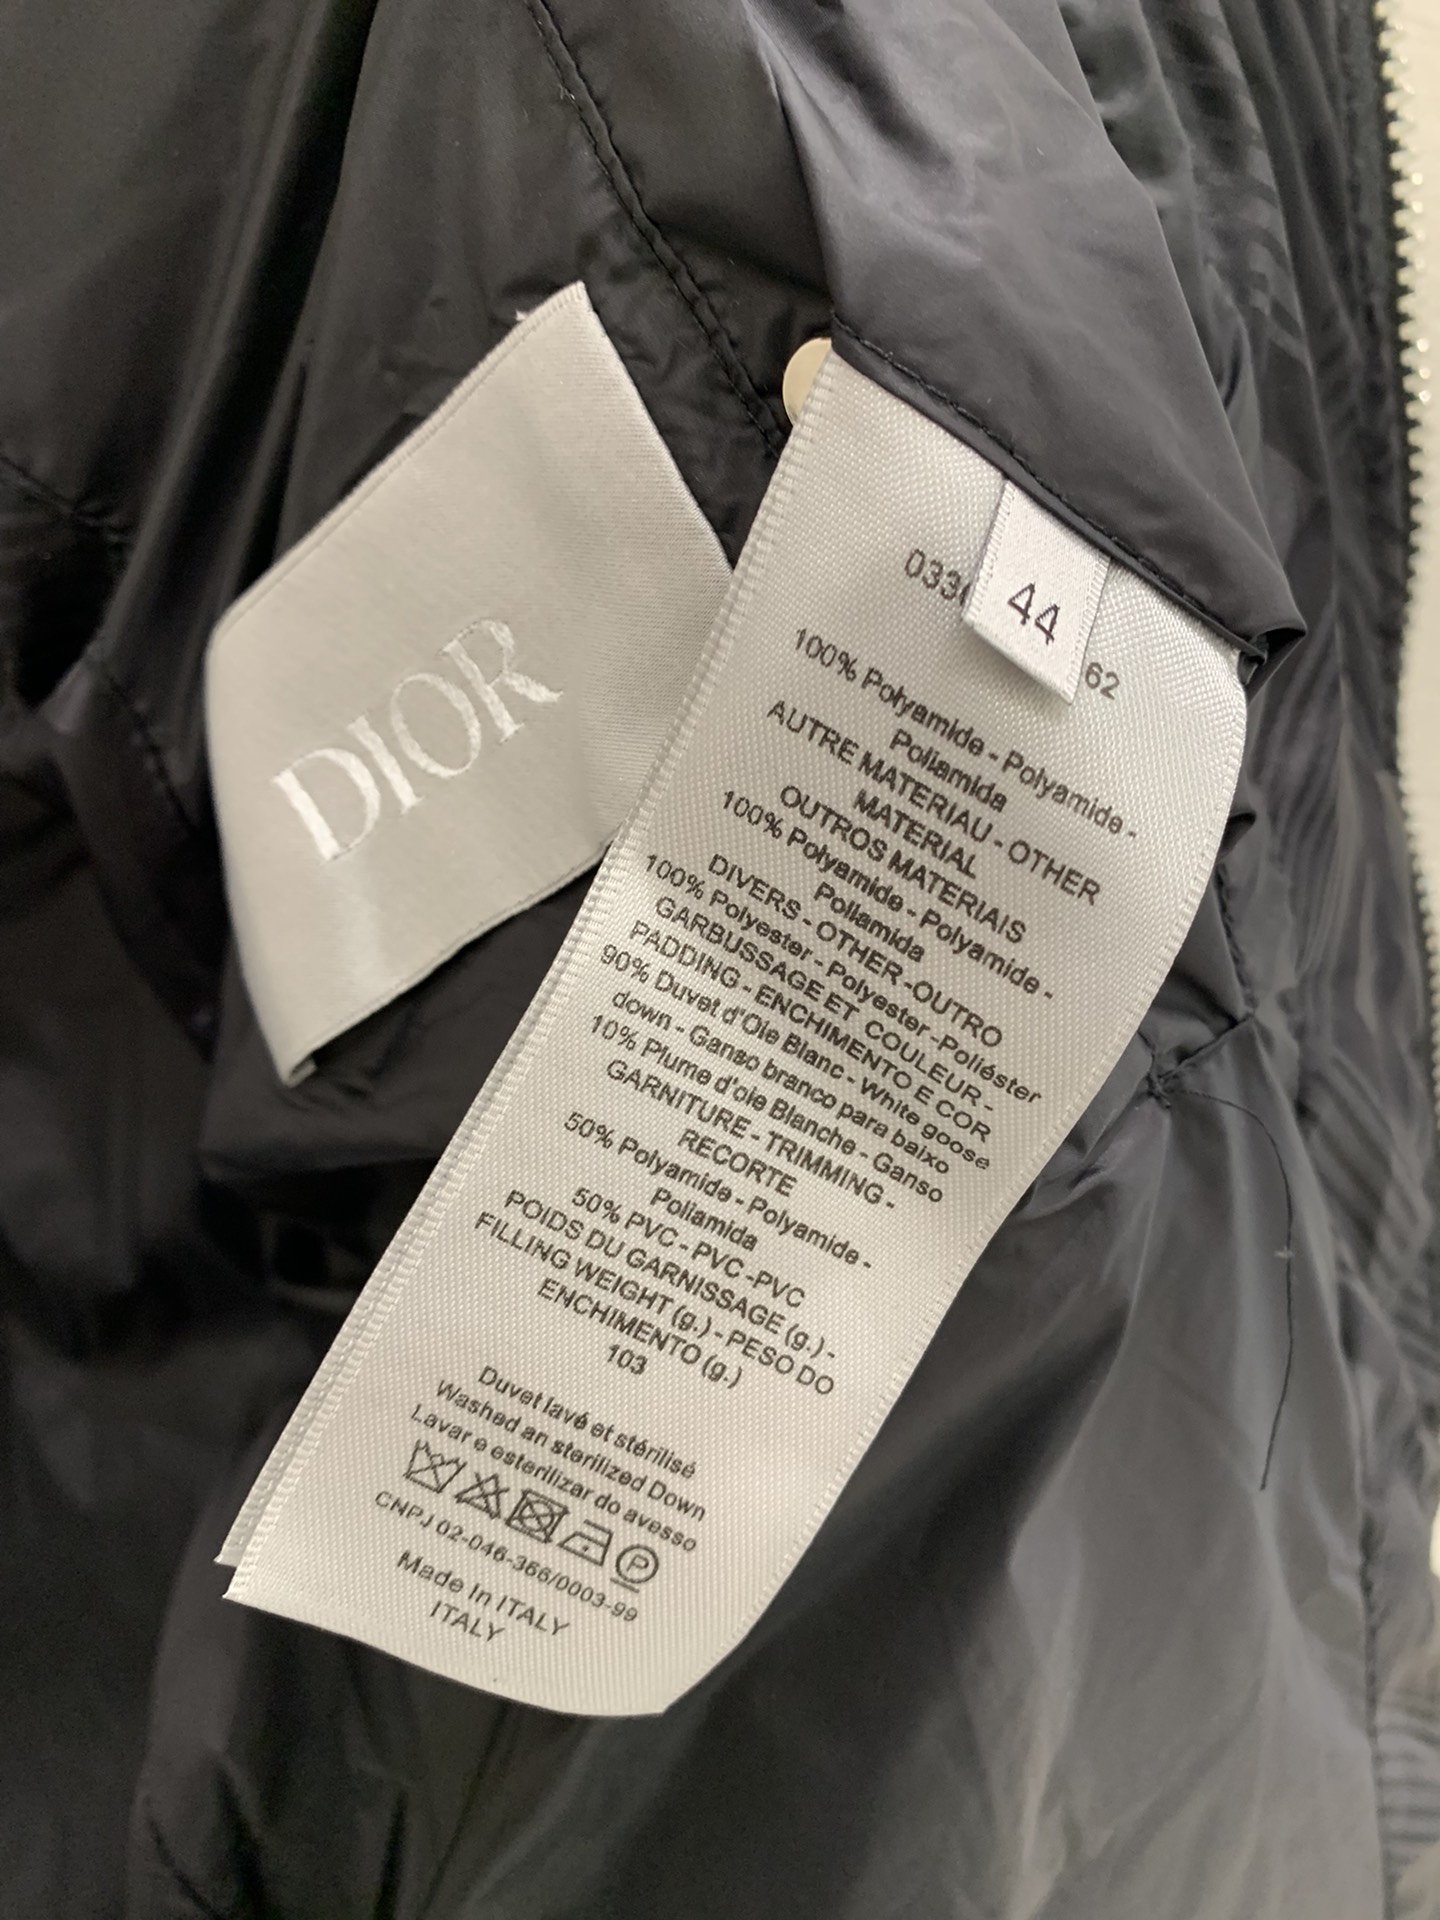 DIOR
44
62
100% Polyamide - Polyamide -
Poliamida
AUTRE MATERIAU - OTHER
MATERIAL
OUTROS MATERIAIS
100% Polyamide - Polyamide -
Poliamida
DIVERS - OTHER -OUTRO
100% Polyester - Polyester -Poliéster
GARBUSSAGE ET COULEUR -
PADDING - ENCHIMENTO E COR
90% Duvet d'Oie Blanc - White goose
down - Ganso branco para baixo
10% Plume d'oie Blanche - Ganso
GARNITURE - TRIMMING -
RECORTE
50% Polyamide - Polyamide -
Poliamida
50% PVC - PVC -PVC
POIDS DU GARNISSAGE (g.) -
FILLING WEIGHT (g.) - PESO DO
ENCHIMENTO (g.)
103
Duvet lavé et stérilisé
Washed an sterilized Down
Lavar e esterilizar do avesso
P
CNPJ 02-046-366/0003-99
Made in ITALY
ITALY